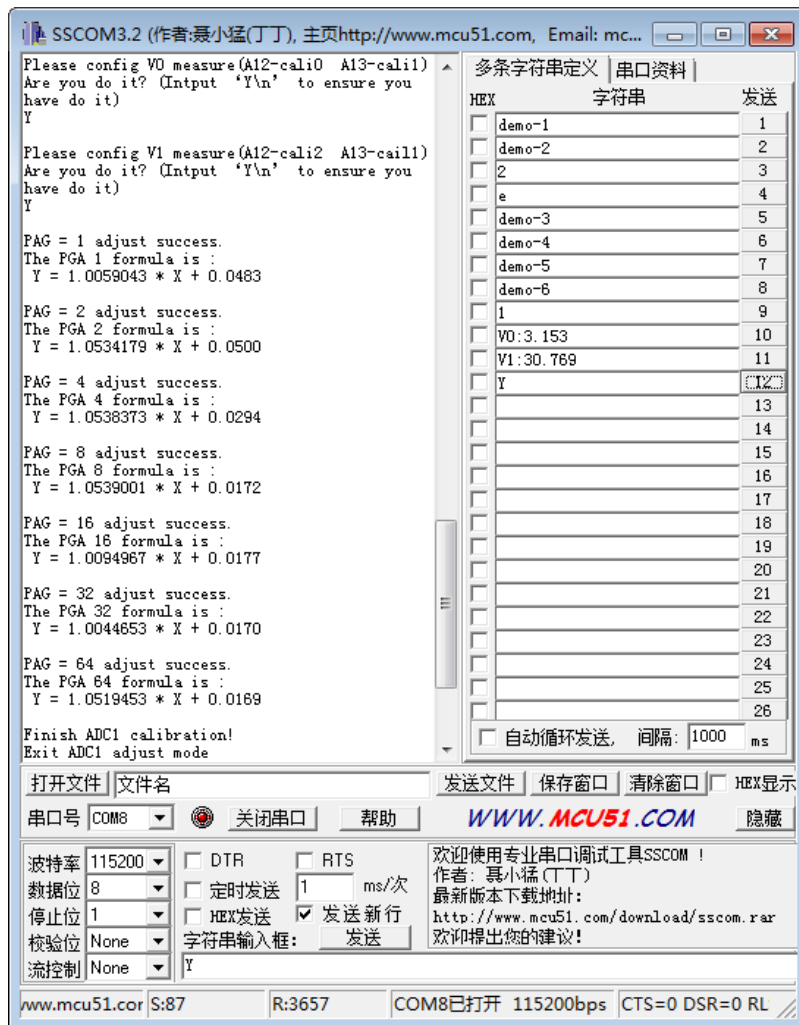 SSCOM3.2 (作者:聂小猛(丁丁), 主页http://www.mcu51.com, Email: mc...
Please config V0 measure(A12-cali0 A13-cali1)
Are you do it? (Intput ‘Y\n’ to ensure you
have do it)
Y
Please config V1 measure(A12-cali2 A13-cail1)
Are you do it? (Intput ‘Y\n’ to ensure you
have do it)
Y
PAG = 1 adjust success.
The PGA 1 formula is :
Y = 1.0059043 * X + 0.0483
PAG = 2 adjust success.
The PGA 2 formula is :
Y = 1.0534179 * X + 0.0500
PAG = 4 adjust success.
The PGA 4 formula is :
Y = 1.0538373 * X + 0.0294
PAG = 8 adjust success.
The PGA 8 formula is :
Y = 1.0539001 * X + 0.0172
PAG = 16 adjust success.
The PGA 16 formula is :
Y = 1.0094967 * X + 0.0177
PAG = 32 adjust success.
The PGA 32 formula is :
Y = 1.0044653 * X + 0.0170
PAG = 64 adjust success.
The PGA 64 formula is :
Y = 1.0519453 * X + 0.0169
Finish ADC1 calibration!
Exit ADC1 adjust mode
多条字符串定义 串口资料
HEX 字符串 发送
demo-1 1
demo-2 2
2 3
e 4
demo-3 5
demo-4 6
demo-5 7
demo-6 8
1 9
V0:3.153 10
V1:30.769 11
Y 12
13
14
15
16
17
18
19
20
21
22
23
24
25
26
自动循环发送, 间隔: 1000 ms
打开文件 文件名 发送文件 保存窗口 清除窗口 HEX显示
串口号 COM8 关闭串口 帮助 WWW.MCU51.COM 隐藏
波特率 115200 DTR RTS
数据位 8 定时发送 1 ms/次
停止位 1 HEX发送 发送新行
校验位 None 字符串输入框: 发送
流控制 None Y
欢迎使用专业串口调试工具SSCOM !
作者: 聂小猛(丁丁)
最新版本下载地址:
http://www.mcu51.com/download/sscom.rar
欢迎提出您的建议!
www.mcu51.cor S:87 R:3657 COM8已打开 115200bps CTS=0 DSR=0 RL